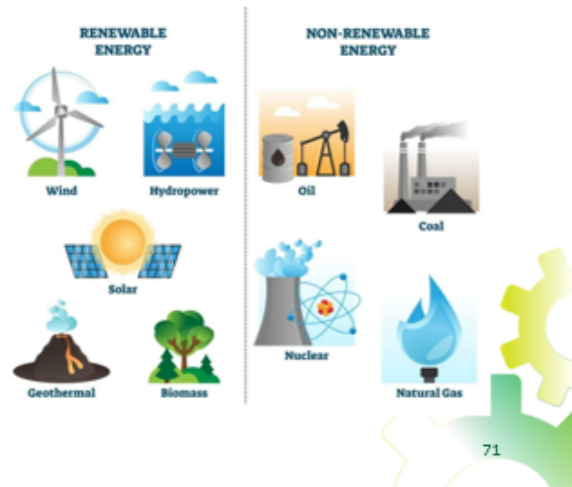 RENEWABLE
ENERGY
Wind
Hydropower
Solar
Geothermal
Biomass
NON-RENEWABLE
ENERGY
Oil
Coal
Nuclear
Natural Gas
71